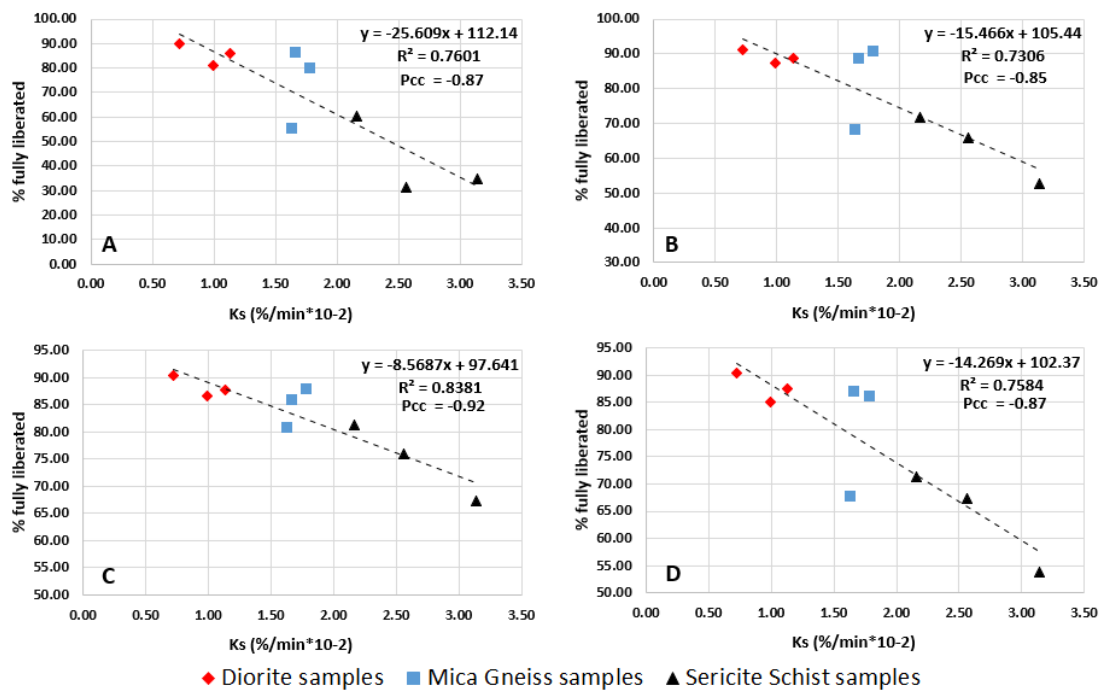 100.00
90.00
80.00
70.00
60.00
50.00
40.00
30.00
20.00
10.00
0.00
% fully liberated
y = -25.609x + 112.14
R² = 0.7601
Pcc = -0.87
A
0.00 0.50 1.00 1.50 2.00 2.50 3.00 3.50
Ks (%/min*10-2)
100.00
90.00
80.00
70.00
60.00
50.00
40.00
30.00
% fully liberated
y = -15.466x + 105.44
R² = 0.7306
Pcc = -0.85
B
0.00 0.50 1.00 1.50 2.00 2.50 3.00 3.50
Ks (%/min*10-2)
95.00
90.00
85.00
80.00
75.00
70.00
65.00
60.00
55.00
50.00
% fully liberated
y = -8.5687x + 97.641
R² = 0.8381
Pcc = -0.92
C
0.00 0.50 1.00 1.50 2.00 2.50 3.00 3.50
Ks (%/min*10-2)
95.00
90.00
85.00
80.00
75.00
70.00
65.00
60.00
55.00
50.00
% fully liberated
y = -14.269x + 102.37
R² = 0.7584
Pcc = -0.87
D
0.00 0.50 1.00 1.50 2.00 2.50 3.00 3.50
Ks (%/min*10-2)
Diorite samples Mica Gneiss samples Sericite Schist samples